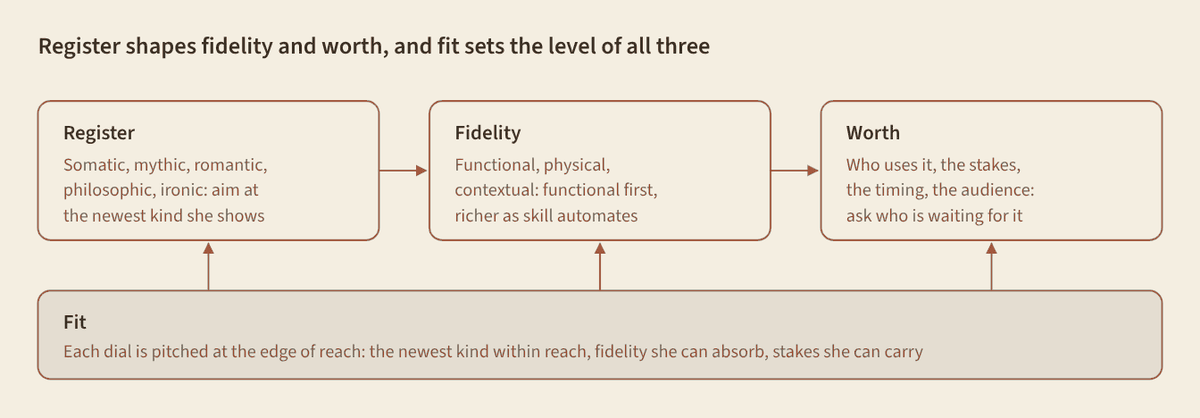 Register shapes fidelity and worth, and fit sets the level of all three
Register
Somatic, mythic, romantic,
philosophic, ironic: aim at
the newest kind she shows
Fidelity
Functional, physical,
contextual: functional first,
richer as skill automates
Worth
Who uses it, the stakes,
the timing, the audience:
ask who is waiting for it
Fit
Each dial is pitched at the edge of reach: the newest kind within reach, fidelity she can absorb, stakes she can carry